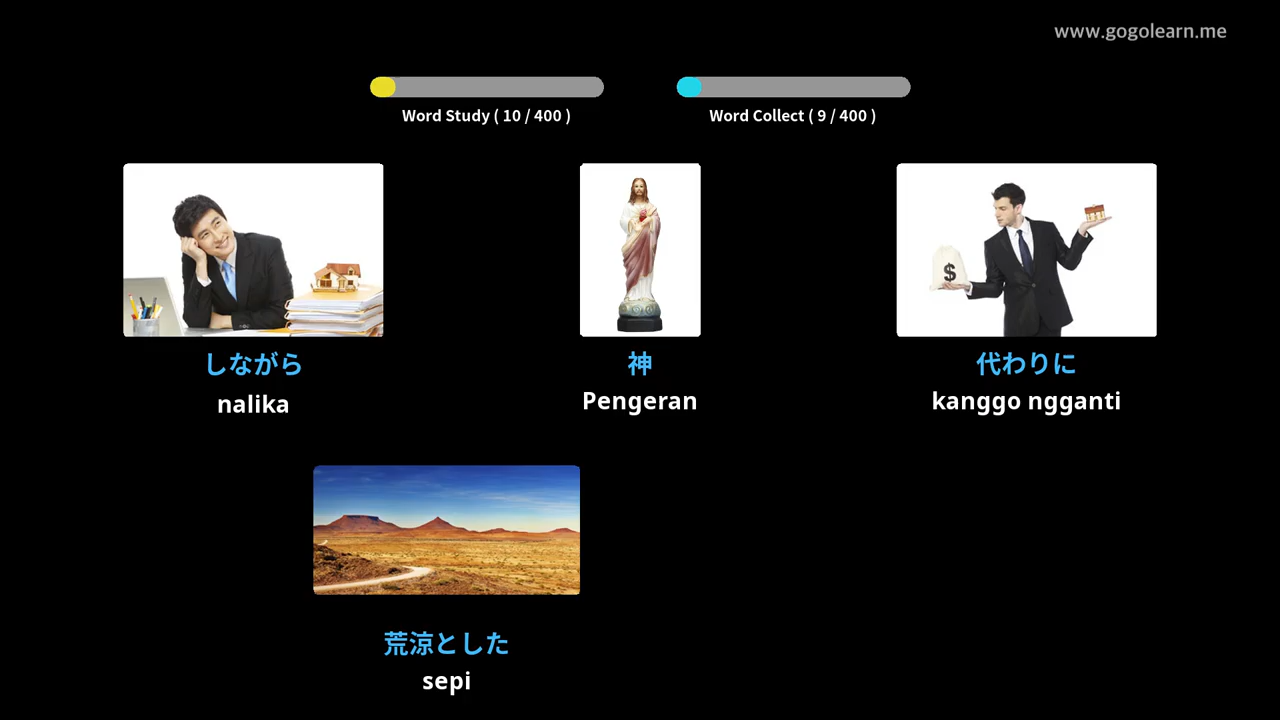 www.gogolearn.me
Word Study ( 10 / 400 )
Word Collect ( 9 / 400 )
$
しながら
nalika
神
Pengeran
代わりに
kanggo ngganti
荒涼とした
sepi